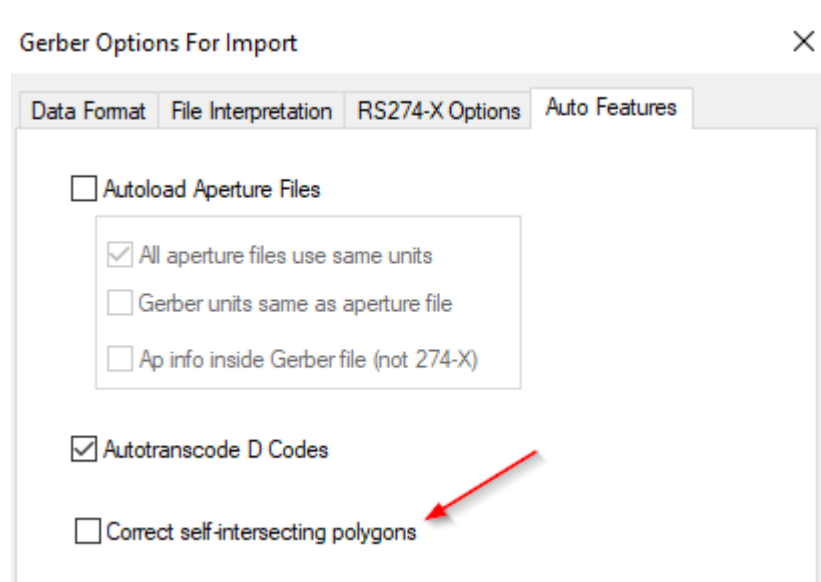 Gerber Options For Import
Data Format File Interpretation RS274-X Options Auto Features
Autoload Aperture Files
All aperture files use same units
Gerber units same as aperture file
Ap info inside Gerber file (not 274-X)
Autotranscode D Codes
Correct self-intersecting polygons